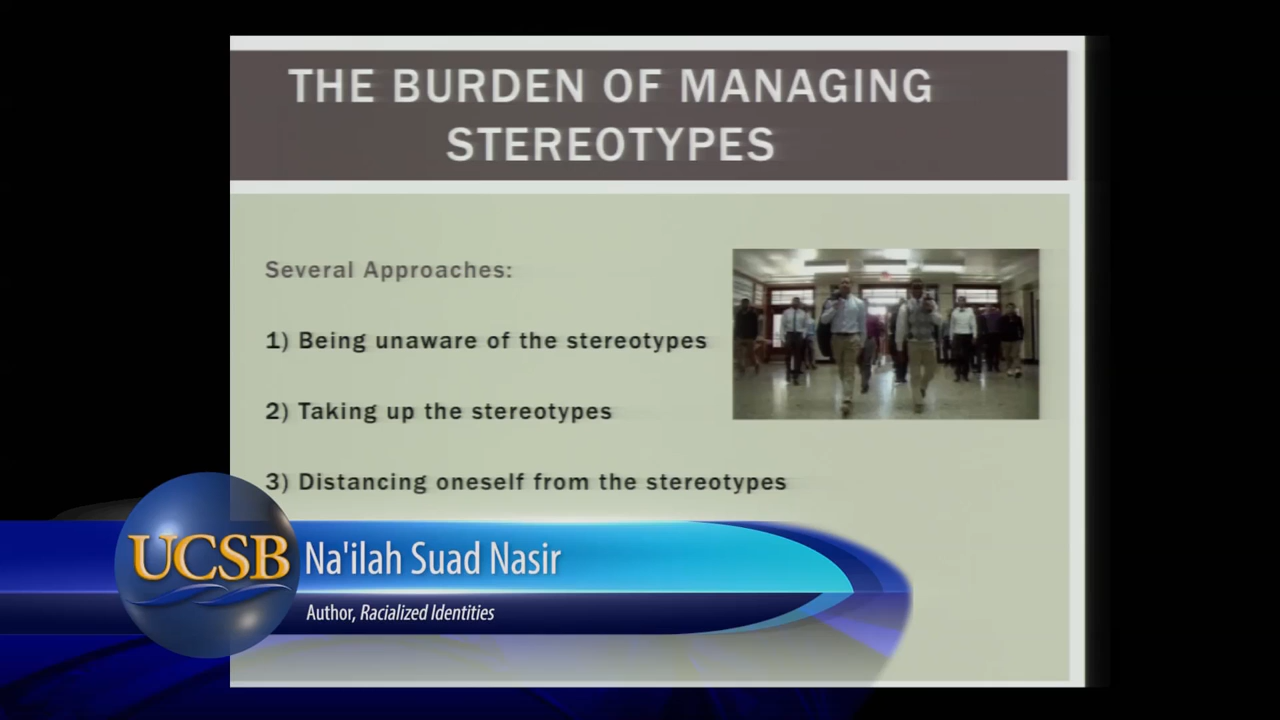 THE BURDEN OF MANAGING
STEREOTYPES
Several Approaches:
1) Being unaware of the stereotypes
2) Taking up the stereotypes
3) Distancing oneself from the stereotypes
UCSB
Na'ilah Suad Nasir
Author, Racialized Identities